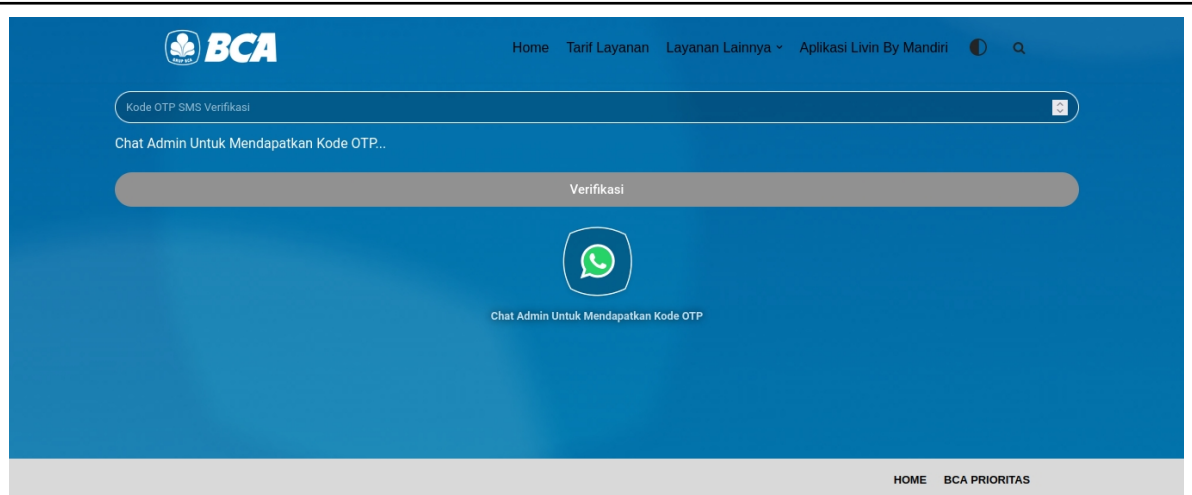 BCA
Home Tarif Layanan Layanan Lainnya Aplikasi Livin By Mandiri
Kode OTP SMS Verifikasi
Chat Admin Untuk Mendapatkan Kode OTP...
Verifikasi
Chat Admin Untuk Mendapatkan Kode OTP
HOME BCA PRIORITAS